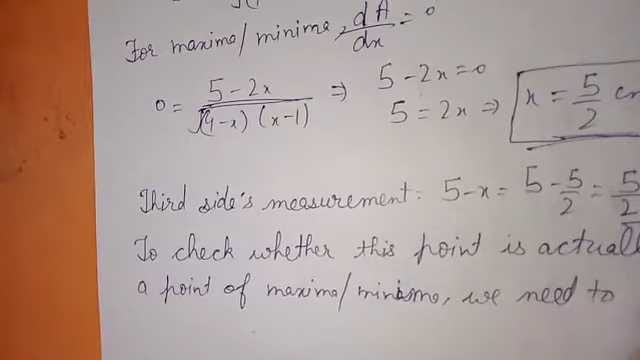 For maxima/minima, dA/dx = 0
0 = 5-2x / √(4-x) (x-1) ⇒ 5-2x=0
5 = 2x ⇒ x = 5/2 cm
Third side's measurement: 5-x = 5 - 5/2 = 5/2
To check whether this point is actuall
a point of maxima/minima, we need to